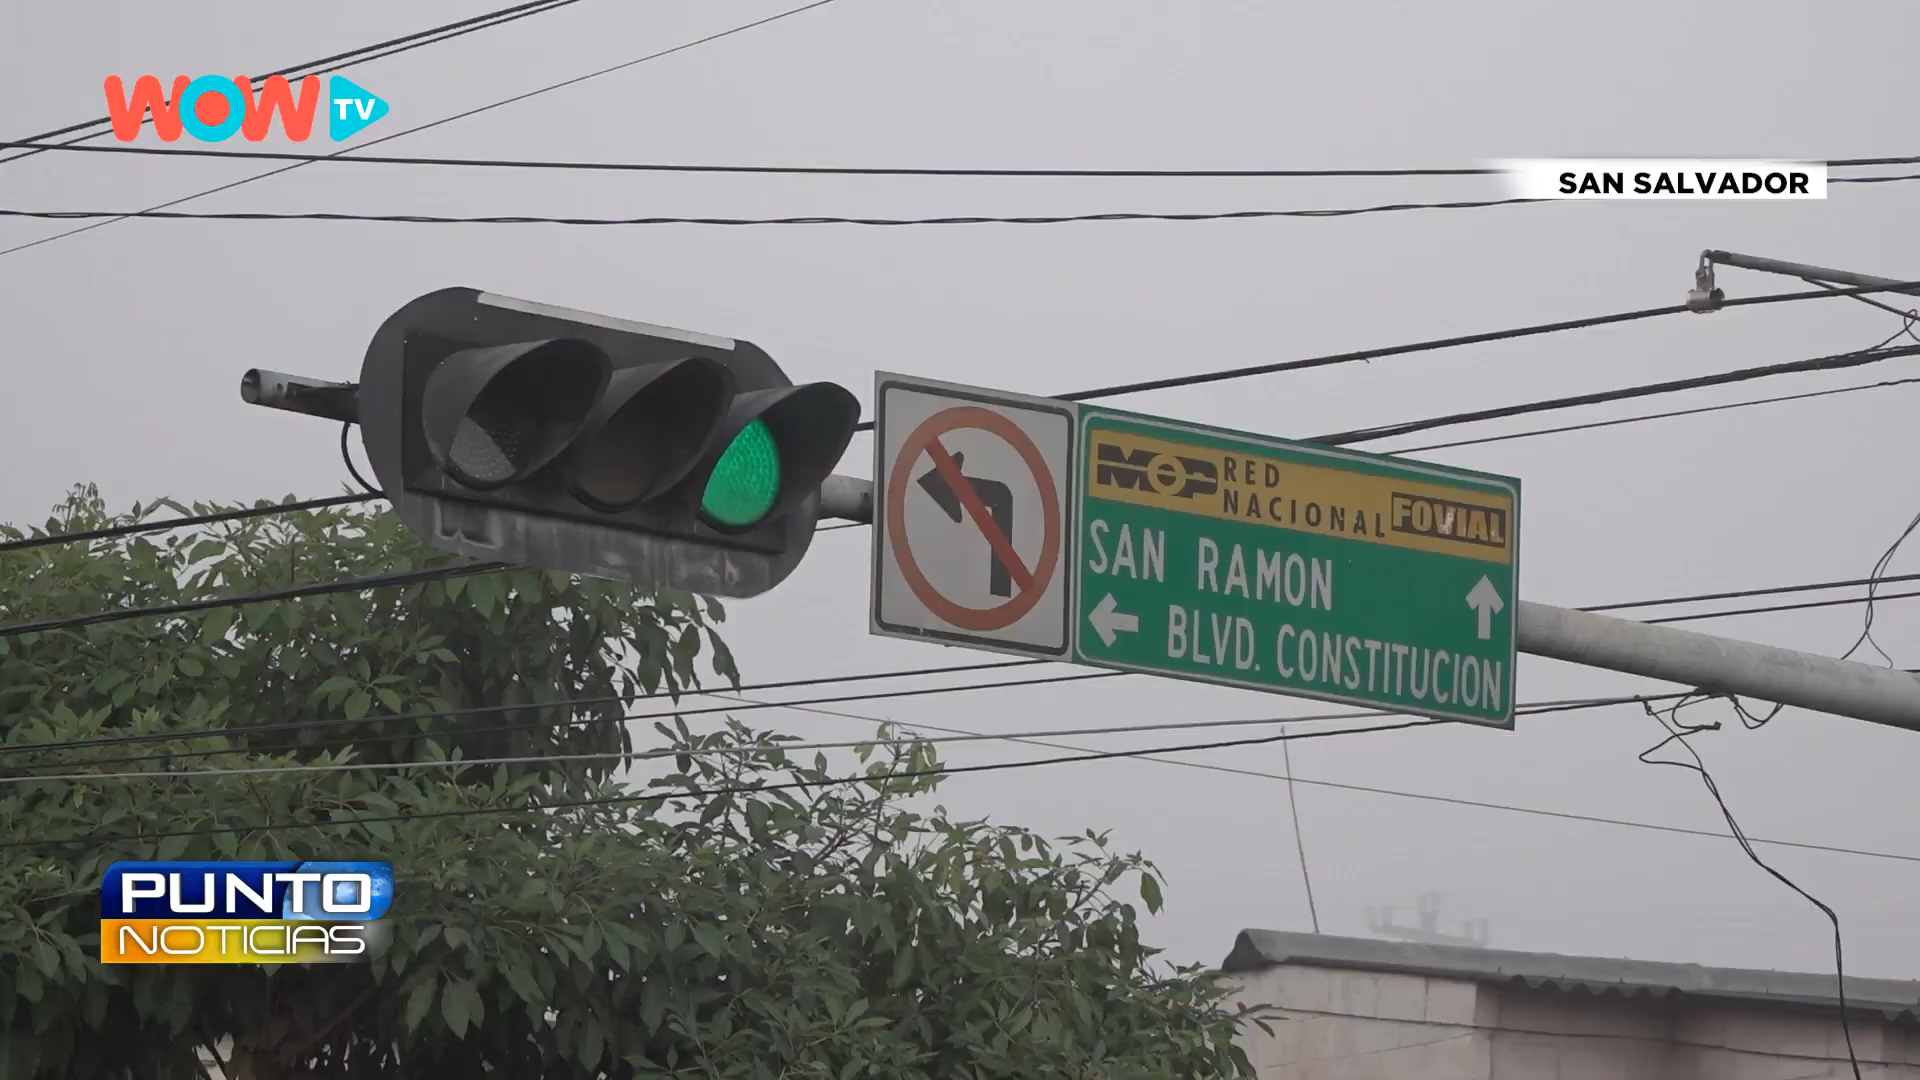 WOW TV
SAN SALVADOR
MOP RED NACIONAL FOVIAL
SAN RAMON
BLVD. CONSTITUCION
PUNTO
NOTICIAS